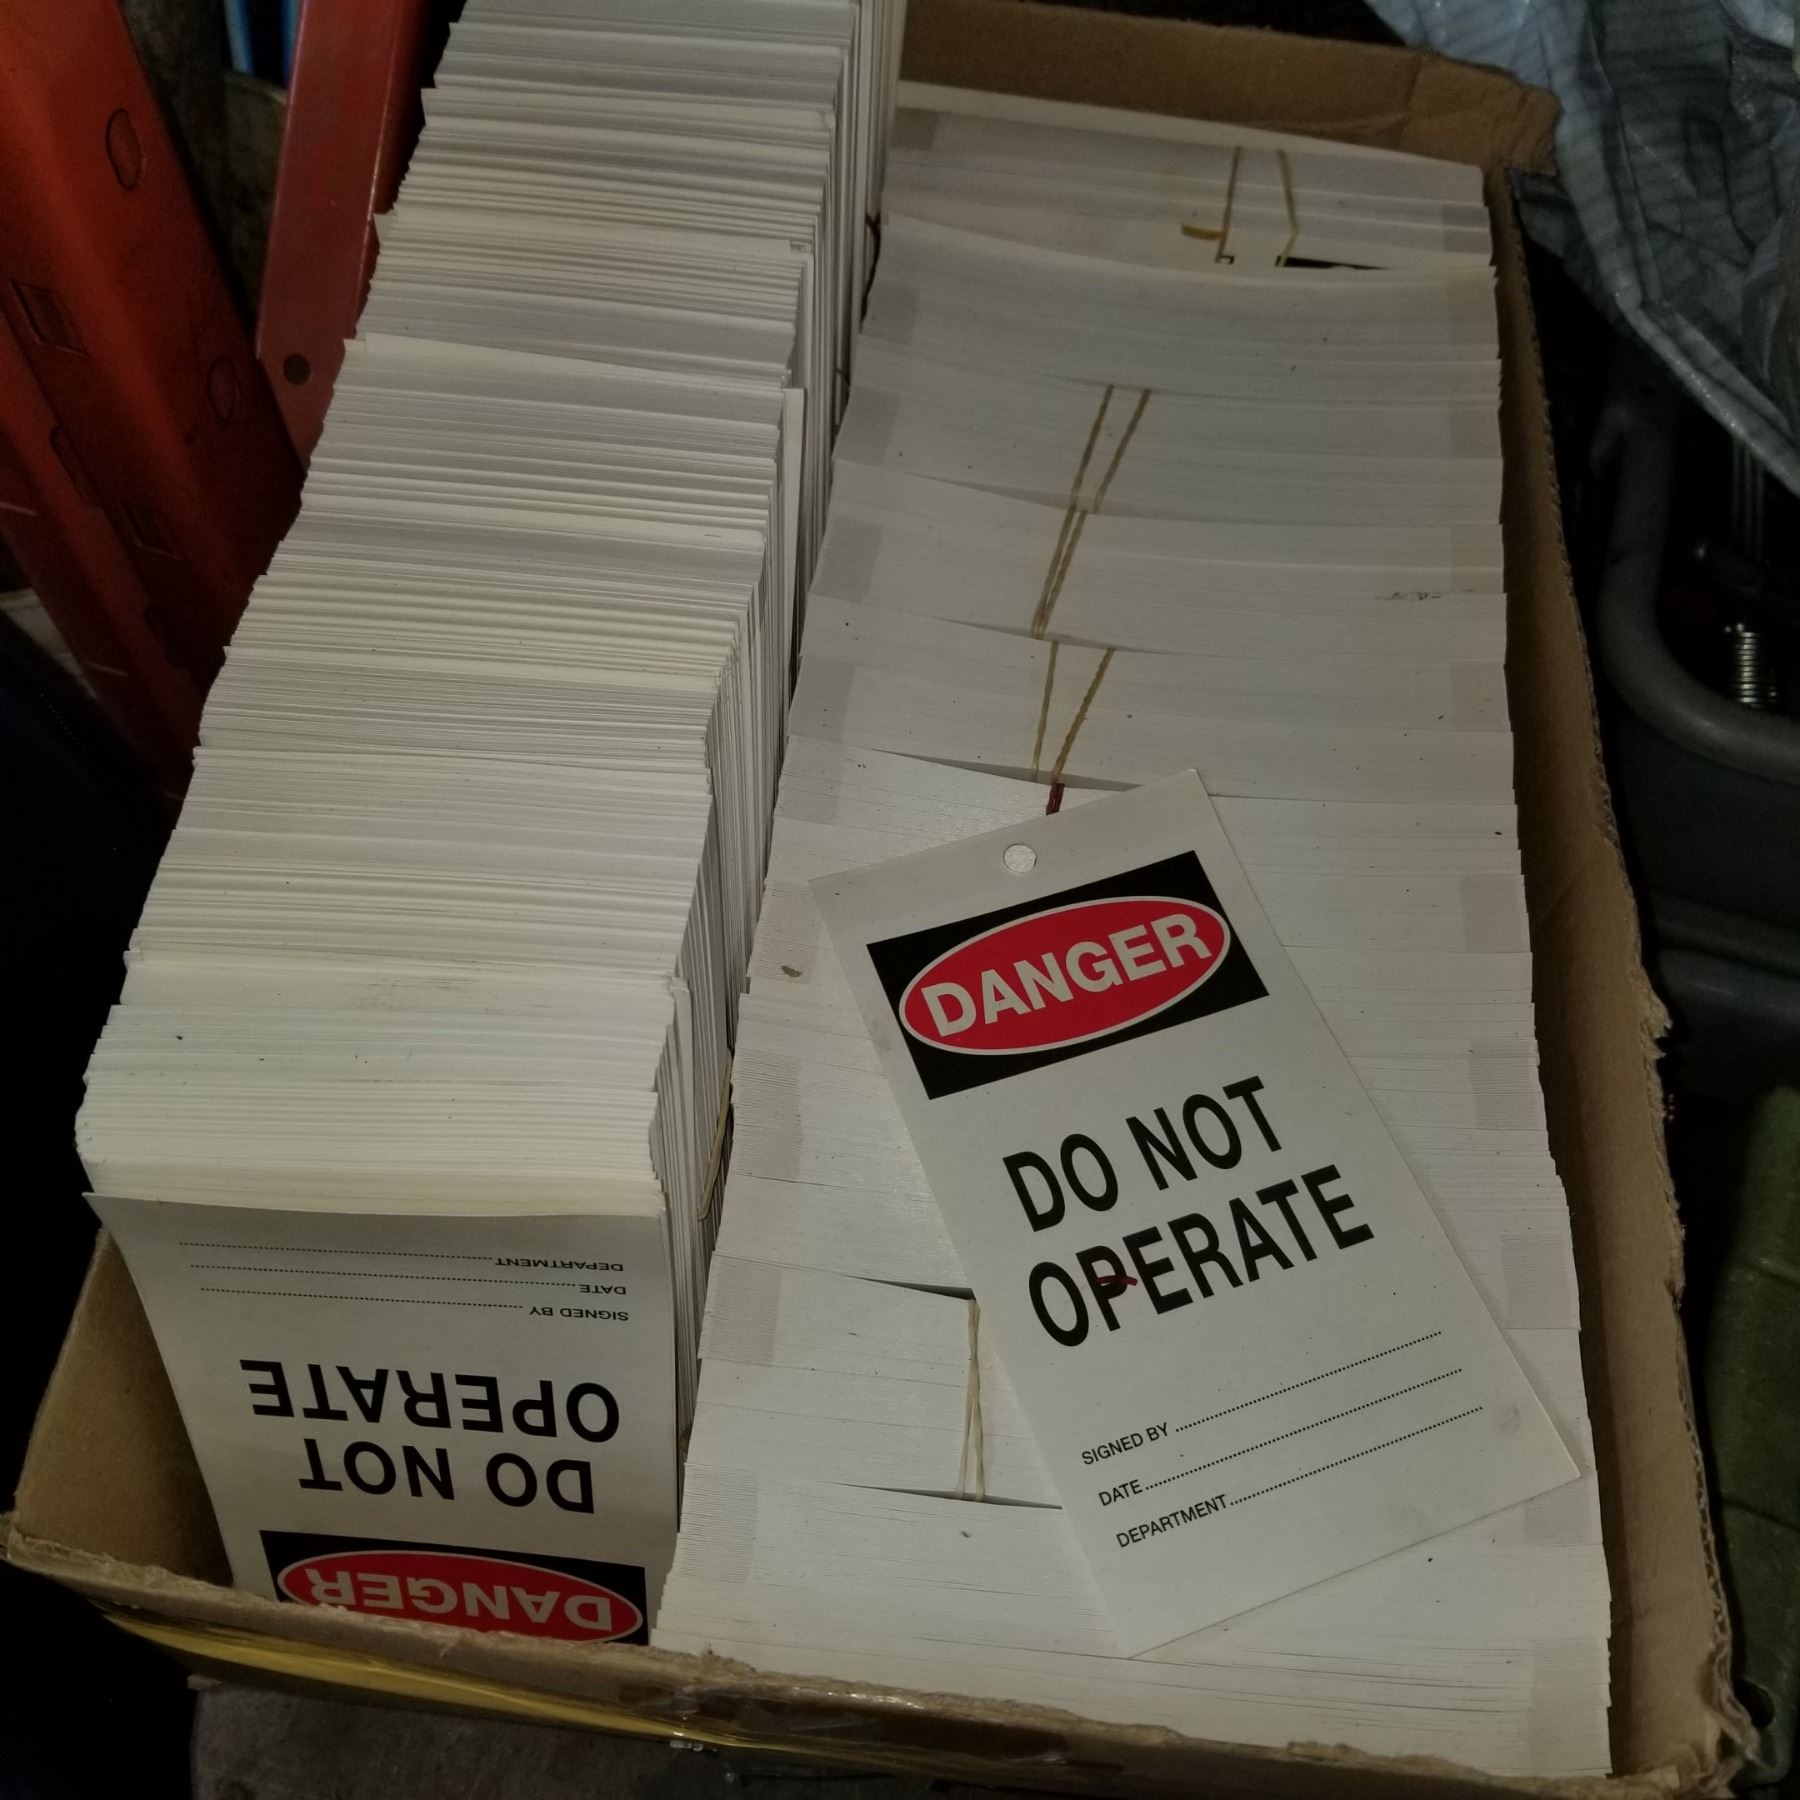 DANGER
DO NOT
OPERATE
SIGNED BY
DATE
DEPARTMENT
DANGER
DO NOT
OPERATE
SIGNED BY
DATE
DEPARTMENT